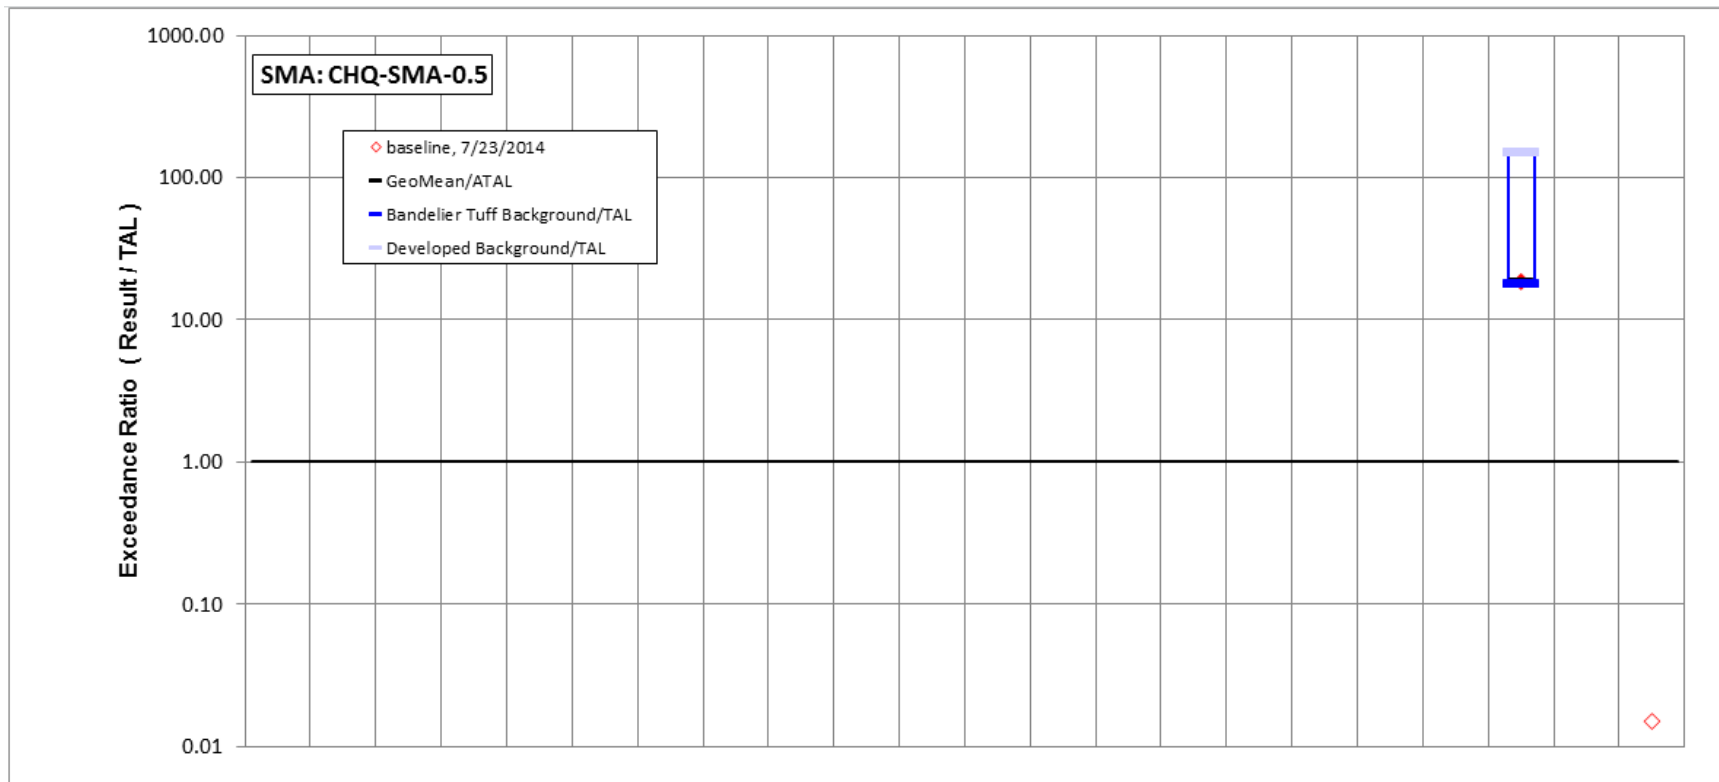 1000.00
SMA: CHQ-SMA-0.5
baseline, 7/23/2014
100.00
GeoMean/ATAL
Bandelier Tuff Background/TAL
Developed Background/TAL
10.00
1.00
0.10
0.01
Exceedance Ratio ( Result / TAL )